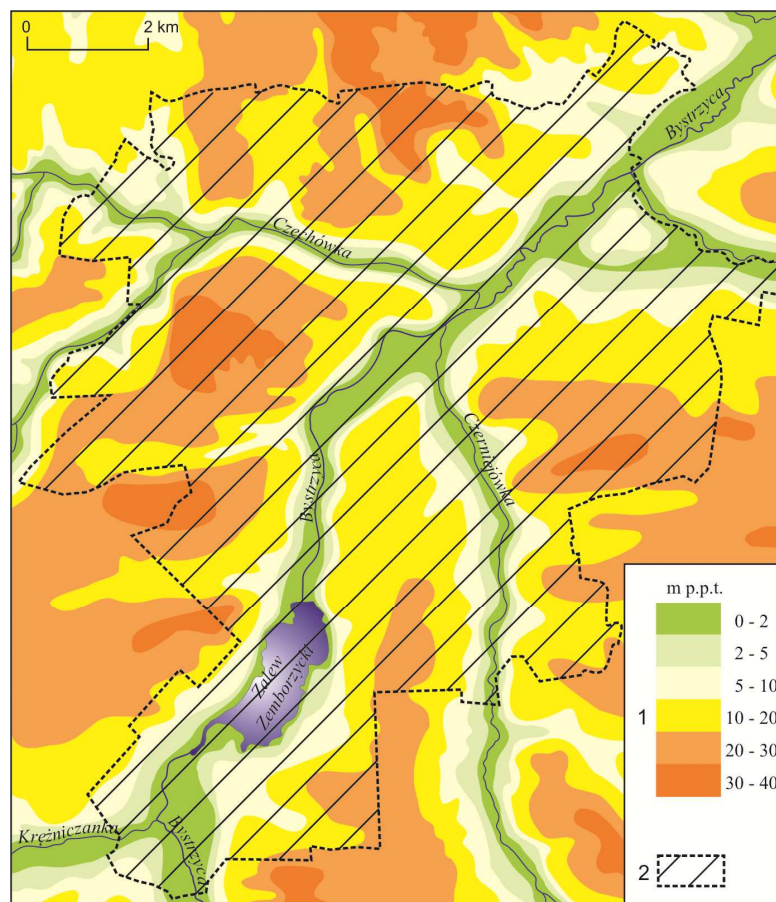 0 2 km
Bystrzyca
Czechówka
Czerniejówka
Bystrzyca
Zalew
Zemborzycki
Krężniczanka
Bystrzyca
m p.p.t.
0 - 2
2 - 5
5 - 10
1
10 - 20
20 - 30
30 - 40
2